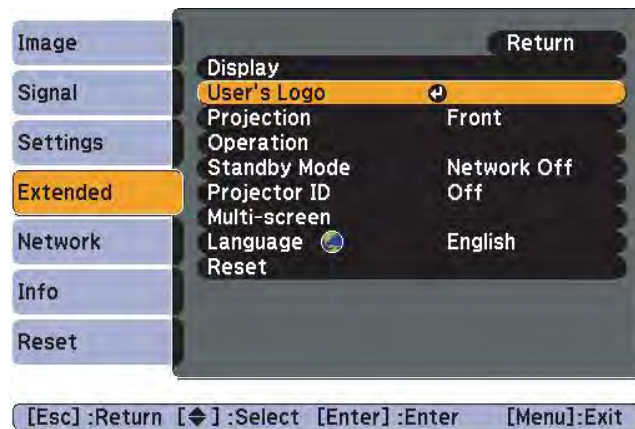 Image
Signal
Settings
Extended
Network
Info
Reset
Return
Display
User's Logo
Projection Front
Operation
Standby Mode Network Off
Projector ID Off
Multi-screen
Language English
Reset
[Esc] :Return [◆] :Select [Enter] :Enter [Menu]:Exit